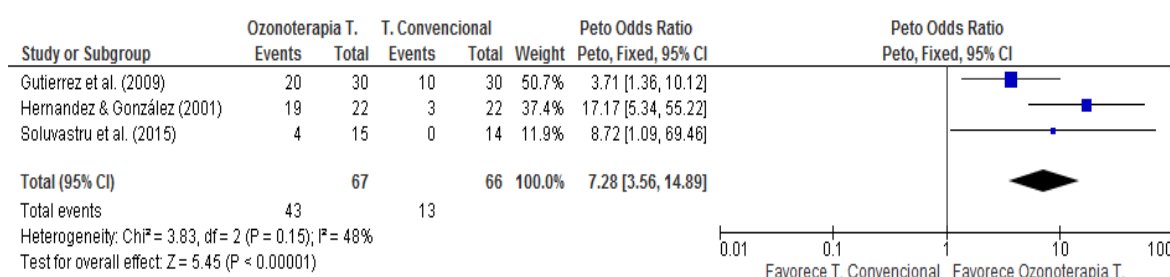 Ozonoterapia T. T. Convencional Peto Odds Ratio Peto Odds Ratio
Study or Subgroup Events Total Events Total Weight Peto, Fixed, 95% CI Peto, Fixed, 95% CI
Gutierrez et al. (2009) 20 30 10 30 50.7% 3.71 [1.36, 10.12]
Hernandez & González (2001) 19 22 3 22 37.4% 17.17 [5.34, 55.22]
Soluvastru et al. (2015) 4 15 0 14 11.9% 8.72 [1.09, 69.46]
Total (95% CI) 67 66 100.0% 7.28 [3.56, 14.89]
Total events 43 13
Heterogeneity: Chi² = 3.83, df = 2 (P = 0.15); I² = 48%
Test for overall effect: Z = 5.45 (P < 0.00001)
0.01 0.1 1 10 100
Favorece T. Convencional Favorece Ozonoterapia T.